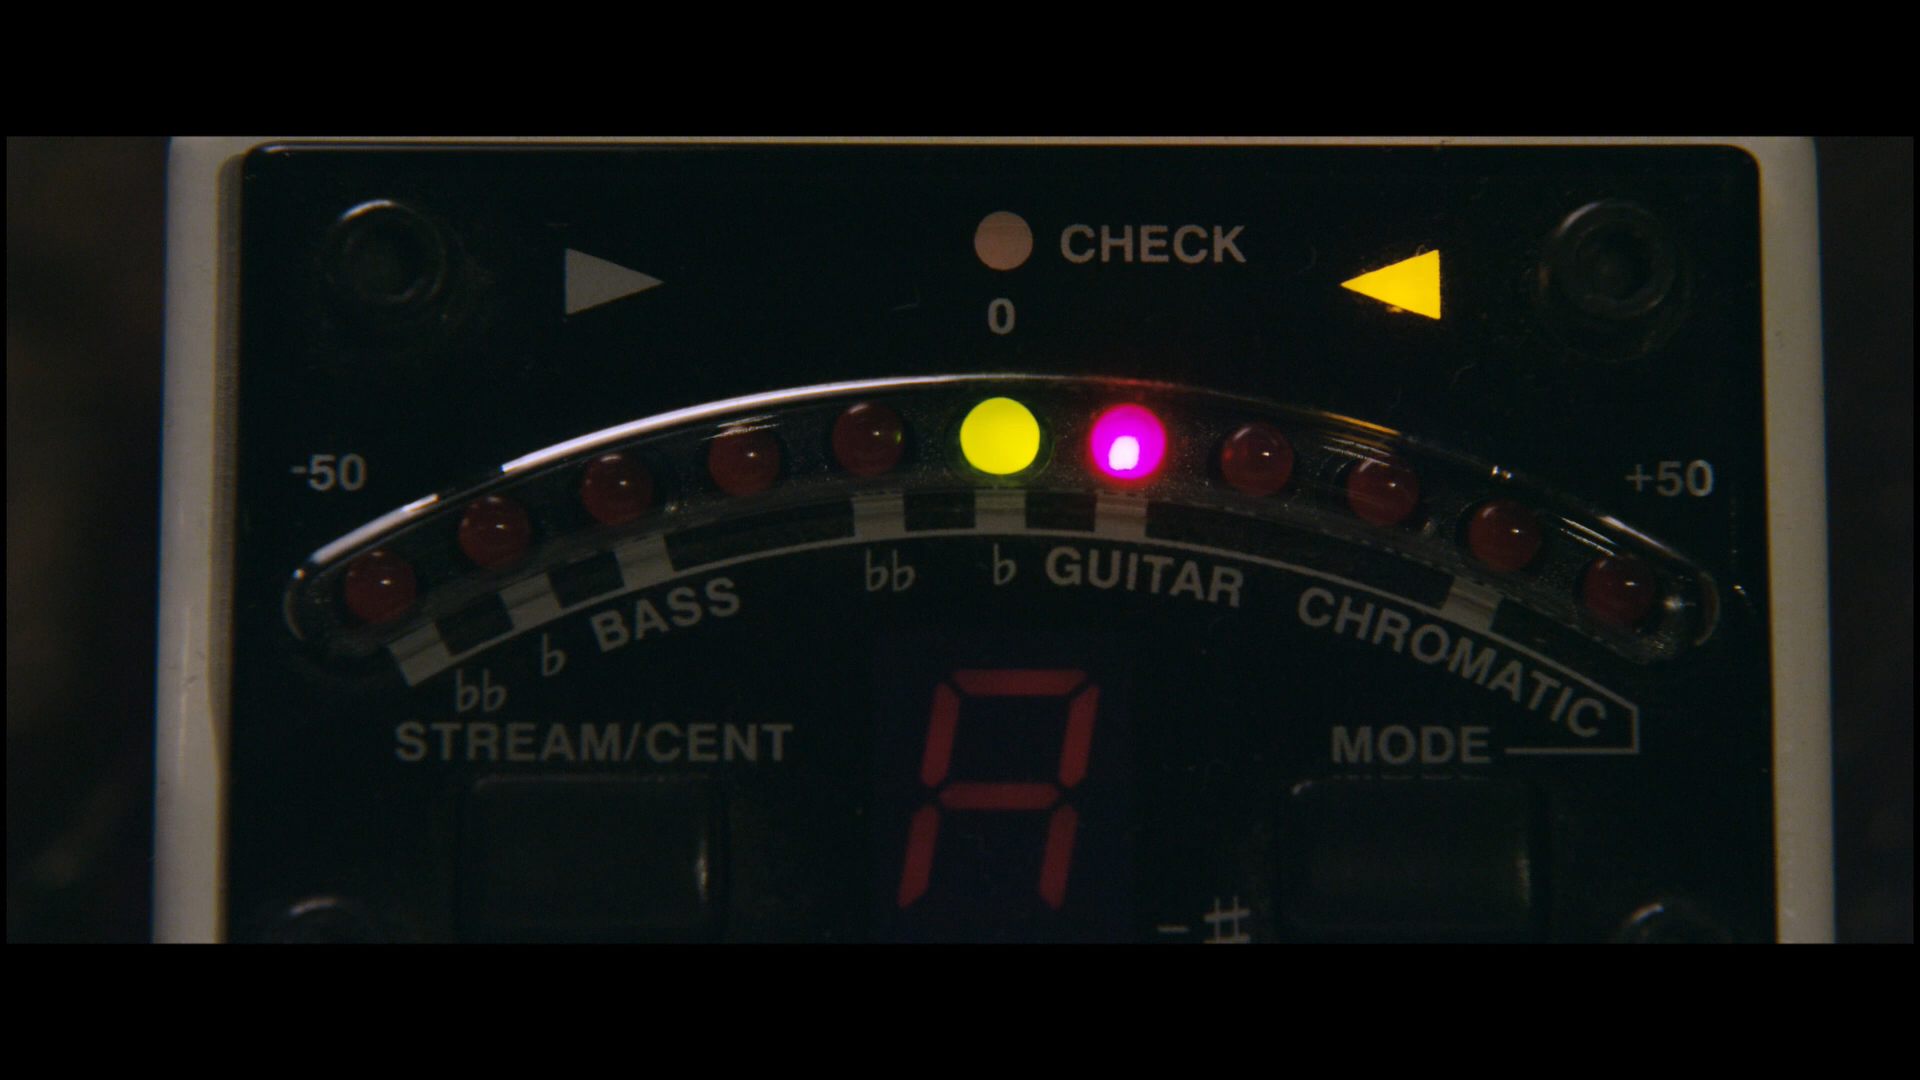 CHECK
0
-50
+50
bb b BASS
bb b GUITAR
CHROMATIC
STREAM/CENT
A
MODE
-#